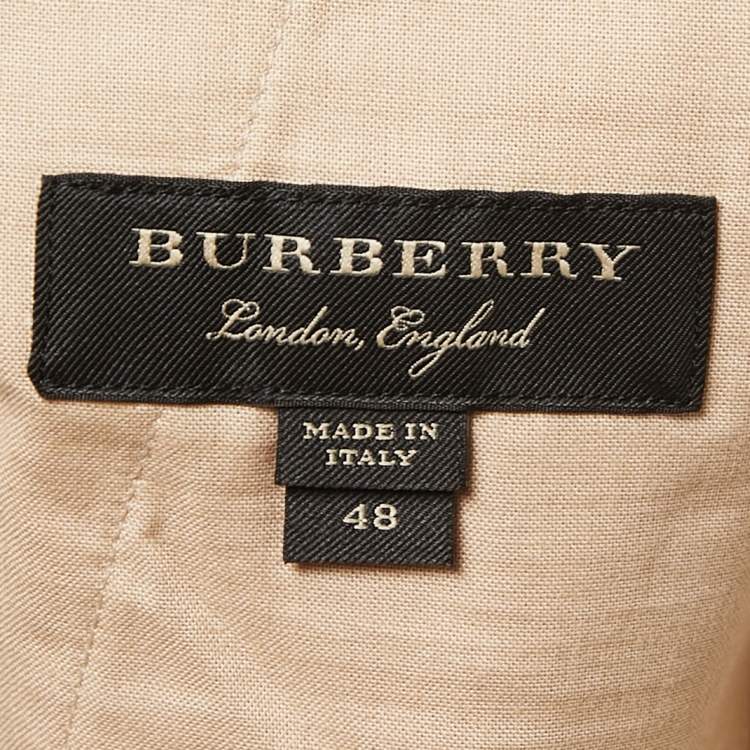 BURBERRY
London, England
MADE IN
ITALY
48